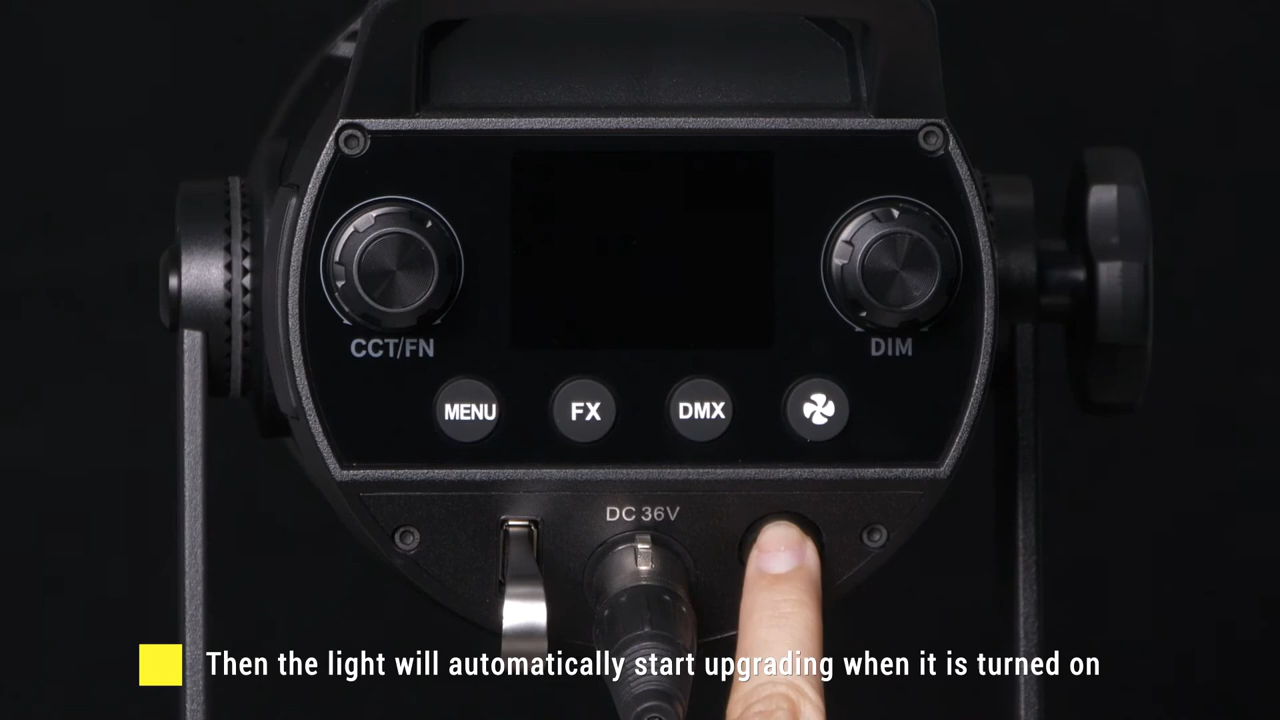 CCT/FN
DIM
MENU
FX
DMX
DC 36V
Then the light will automatically start upgrading when it is turned on